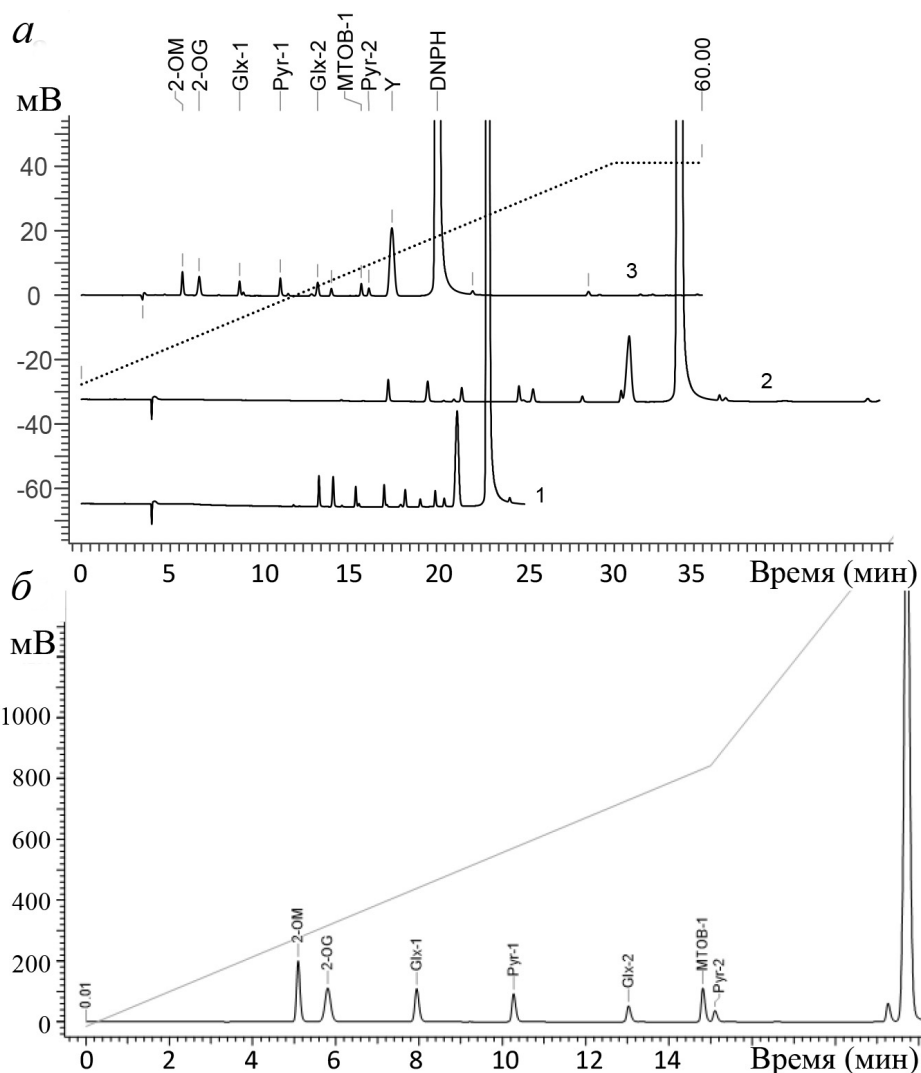 а
2-OM
2-OG
Glx-1
Pyr-1
Glx-2
MTOB-1
Pyr-2
Y
DNPH
60.00
мВ
40
20
0
-20
-40
-60
3
2
1
0 5 10 15 20 25 30 35 Время (мин)
б
мВ
1000
800
600
400
200
0
0.01
2-OM
2-OG
Glx-1
Pyr-1
Glx-2
MTOB-1
Pyr-2
0 2 4 6 8 10 12 14 Время (мин)